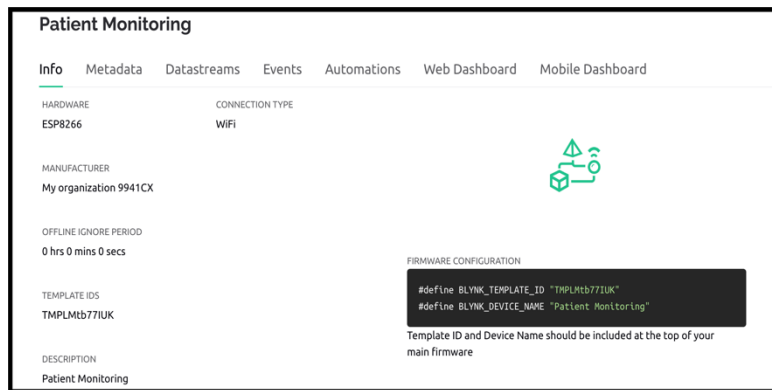 Patient Monitoring
Info Metadata Datastreams Events Automations Web Dashboard Mobile Dashboard
HARDWARE CONNECTION TYPE
ESP8266 WiFi
MANUFACTURER
My organization 9941CX
OFFLINE IGNORE PERIOD
0 hrs 0 mins 0 secs
FIRMWARE CONFIGURATION
#define BLYNK_TEMPLATE_ID "TMPLMtb77IUK"
#define BLYNK_DEVICE_NAME "Patient Monitoring"
Template ID and Device Name should be included at the top of your
main firmware
TEMPLATE IDS
TMPLMtb77IUK
DESCRIPTION
Patient Monitoring